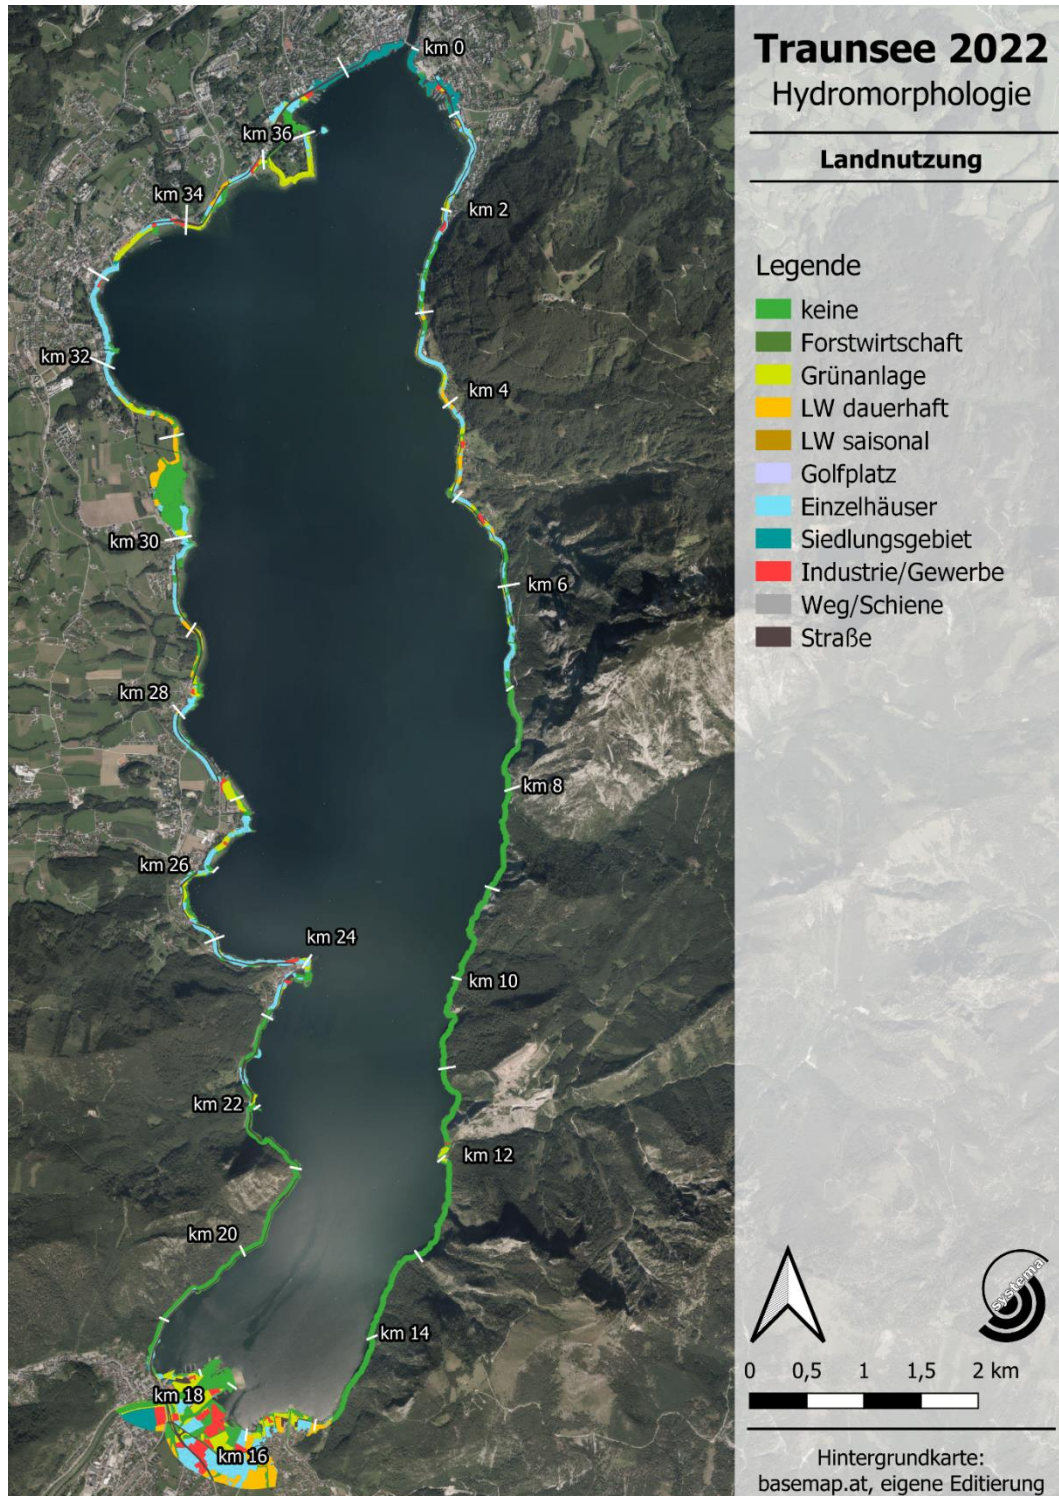 Traunsee 2022
Hydromorphologie
Landnutzung
Legende
keine
Forstwirtschaft
Grünanlage
LW dauerhaft
LW saisonal
Golfplatz
Einzelhäuser
Siedlungsgebiet
Industrie/Gewerbe
Weg/Schiene
Straße
km 0
km 36
km 34
km 2
km 32
km 4
km 30
km 6
km 28
km 8
km 26
km 24
km 10
km 22
km 12
km 20
km 14
km 18
km 16
systema
0 0,5 1 1,5 2 km
Hintergrundkarte:
basemap.at, eigene Editierung